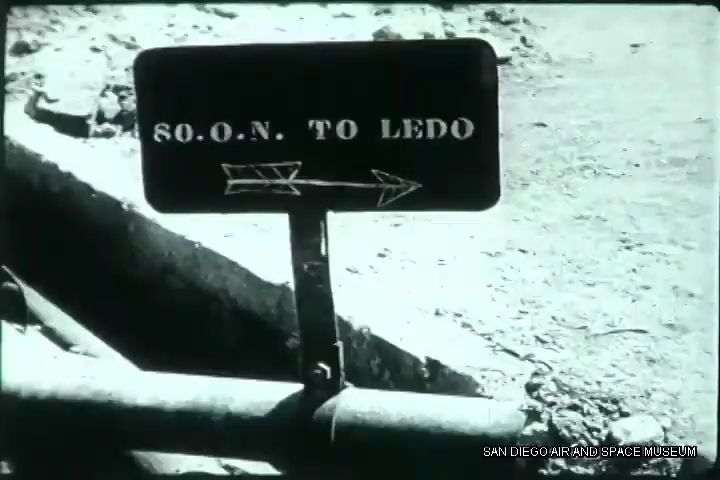 80.O.N. TO LEDO
SAN DIEGO AIR AND SPACE MUSEUM